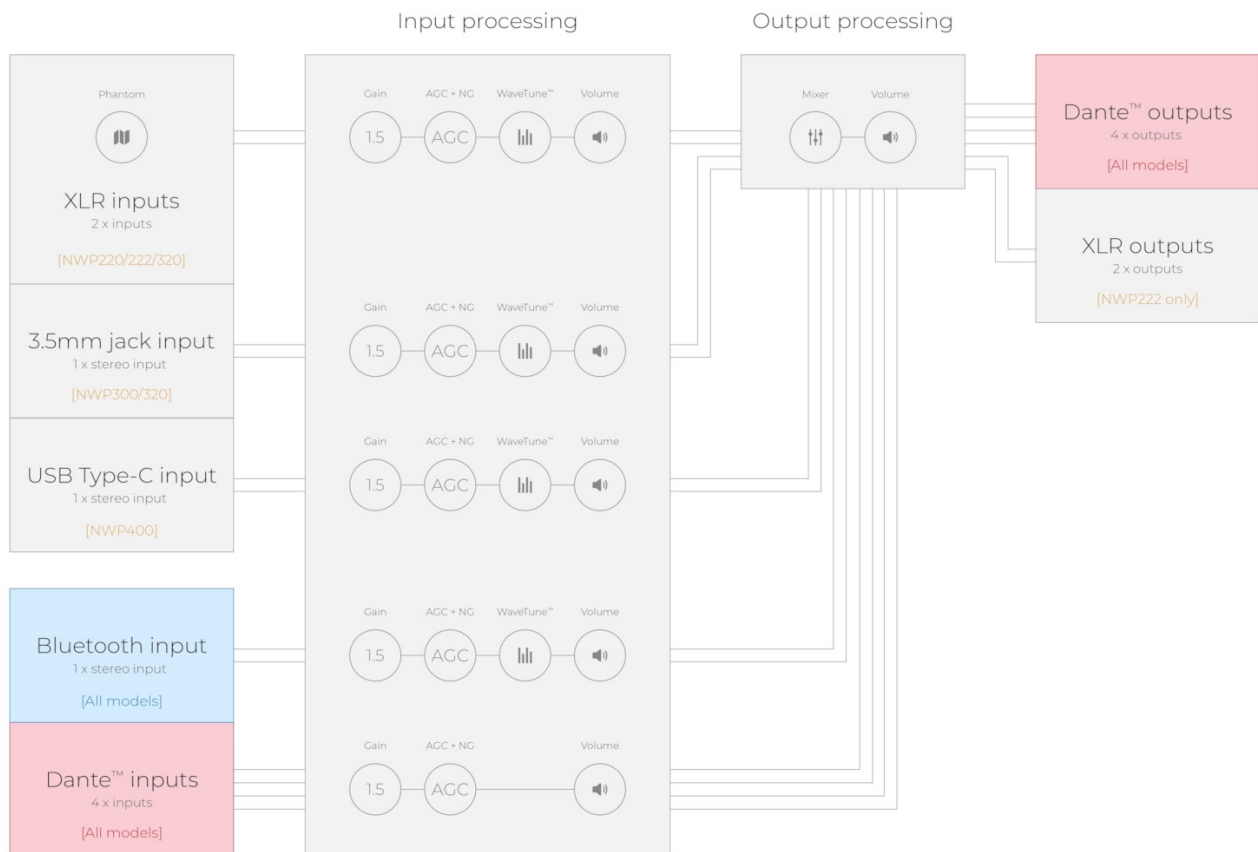 Input processing
Output processing
Phantom
XLR inputs
2 x inputs
[NWP220/222/320]
Gain
AGC + NG
WaveTune™
Volume
1.5
AGC
Mixer
Volume
Dante™ outputs
4 x outputs
[All models]
XLR outputs
2 x outputs
[NWP222 only]
3.5mm jack input
1 x stereo input
[NWP300/320]
Gain
AGC + NG
WaveTune™
Volume
1.5
AGC
USB Type-C input
1 x stereo input
[NWP400]
Gain
AGC + NG
WaveTune™
Volume
1.5
AGC
Bluetooth input
1 x stereo input
[All models]
Gain
AGC + NG
WaveTune™
Volume
1.5
AGC
Dante™ inputs
4 x inputs
[All models]
Gain
AGC + NG
Volume
1.5
AGC